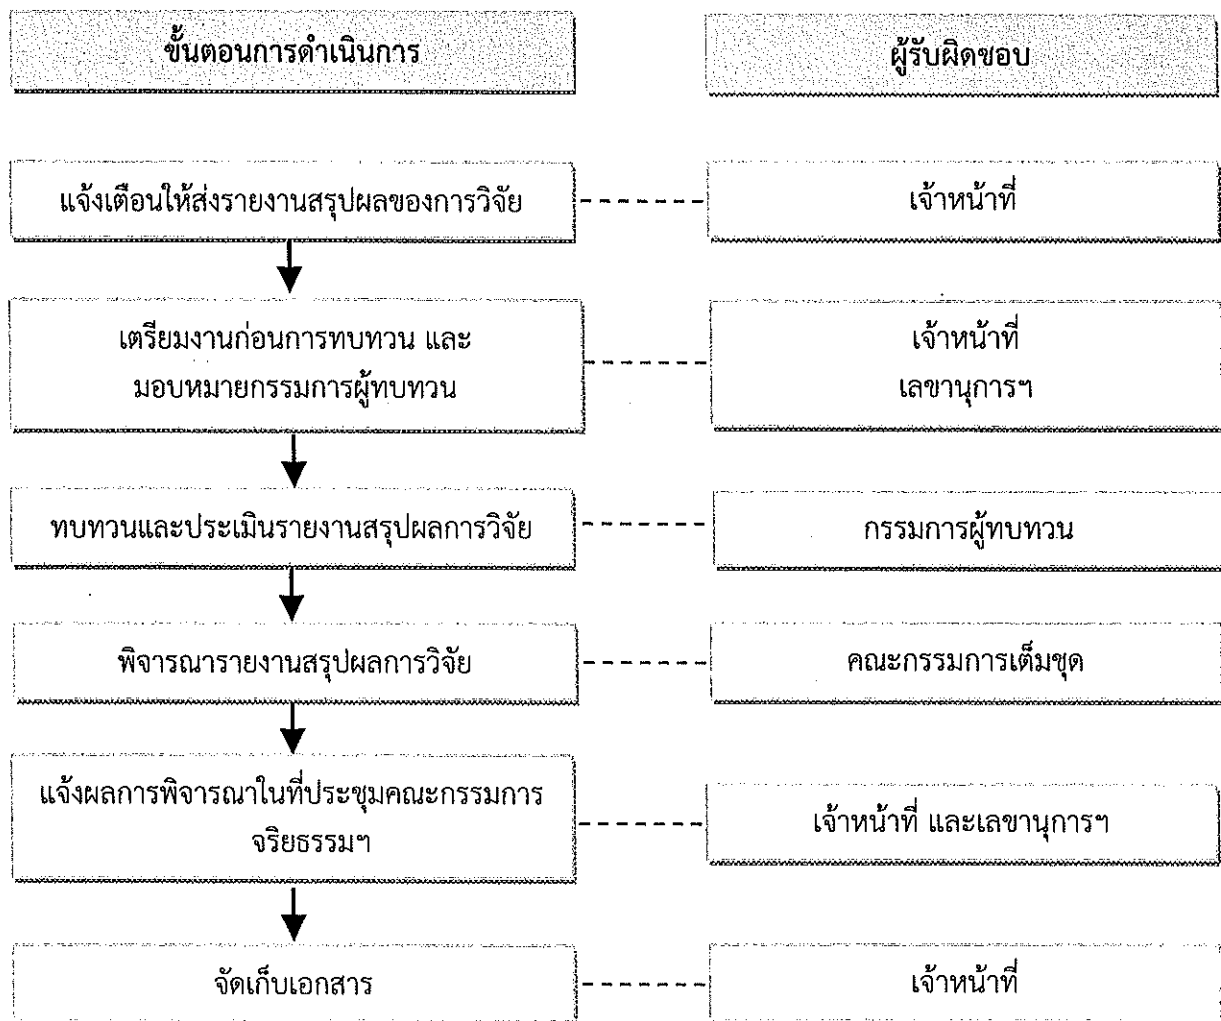 ขั้นตอนการดำเนินการ
ผู้รับผิดชอบ
แจ้งเตือนให้ส่งรายงานสรุปผลของการวิจัย
เจ้าหน้าที่
เตรียมงานก่อนการทบทวน และ
มอบหมายกรรมการผู้ทบทวน
เจ้าหน้าที่
เลขานุการฯ
ทบทวนและประเมินรายงานสรุปผลการวิจัย
กรรมการผู้ทบทวน
พิจารณารายงานสรุปผลการวิจัย
คณะกรรมการเต็มชุด
แจ้งผลการพิจารณาในที่ประชุมคณะกรรมการ
จริยธรรมฯ
เจ้าหน้าที่ และเลขานุการฯ
จัดเก็บเอกสาร
เจ้าหน้าที่